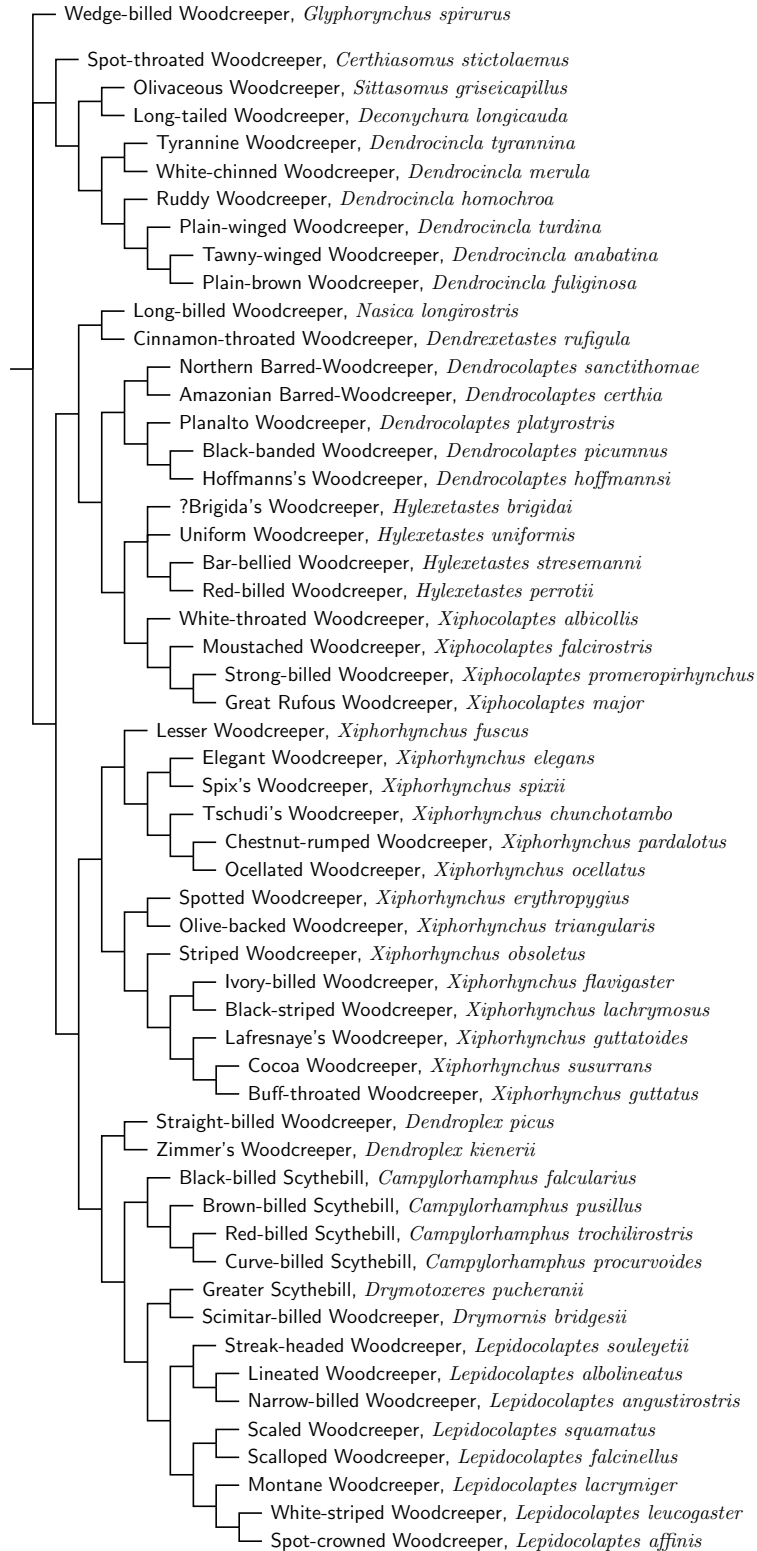 Wedge-billed Woodcreeper, Glyphorynchus spirurus
Spot-throated Woodcreeper, Certhiasomus stictolaemus
Olivaceous Woodcreeper, Sittasomus griseicapillus
Long-tailed Woodcreeper, Deconychura longicauda
Tyrannine Woodcreeper, Dendrocincla tyrannina
White-chinned Woodcreeper, Dendrocincla merula
Ruddy Woodcreeper, Dendrocincla homochroa
Plain-winged Woodcreeper, Dendrocincla turdina
Tawny-winged Woodcreeper, Dendrocincla anabatina
Plain-brown Woodcreeper, Dendrocincla fuliginosa
Long-billed Woodcreeper, Nasica longirostris
Cinnamon-throated Woodcreeper, Dendrexetastes rufigula
Northern Barred-Woodcreeper, Dendrocolaptes sanctithomae
Amazonian Barred-Woodcreeper, Dendrocolaptes certhia
Planalto Woodcreeper, Dendrocolaptes platyrostris
Black-banded Woodcreeper, Dendrocolaptes picumnus
Hoffmanns's Woodcreeper, Dendrocolaptes hoffmannsi
?Brigida's Woodcreeper, Hylexetastes brigidai
Uniform Woodcreeper, Hylexetastes uniformis
Bar-bellied Woodcreeper, Hylexetastes stresemanni
Red-billed Woodcreeper, Hylexetastes perrotii
White-throated Woodcreeper, Xiphocolaptes albicollis
Moustached Woodcreeper, Xiphocolaptes falcirostris
Strong-billed Woodcreeper, Xiphocolaptes promeropirhynchus
Great Rufous Woodcreeper, Xiphocolaptes major
Lesser Woodcreeper, Xiphorhynchus fuscus
Elegant Woodcreeper, Xiphorhynchus elegans
Spix's Woodcreeper, Xiphorhynchus spixii
Tschudi's Woodcreeper, Xiphorhynchus chunchotambo
Chestnut-rumped Woodcreeper, Xiphorhynchus pardalotus
Ocellated Woodcreeper, Xiphorhynchus ocellatus
Spotted Woodcreeper, Xiphorhynchus erythropygius
Olive-backed Woodcreeper, Xiphorhynchus triangularis
Striped Woodcreeper, Xiphorhynchus obsoletus
Ivory-billed Woodcreeper, Xiphorhynchus flavigaster
Black-striped Woodcreeper, Xiphorhynchus lachrymosus
Lafresnaye's Woodcreeper, Xiphorhynchus guttatoides
Cocoa Woodcreeper, Xiphorhynchus susurrans
Buff-throated Woodcreeper, Xiphorhynchus guttatus
Straight-billed Woodcreeper, Dendroplex picus
Zimmer's Woodcreeper, Dendroplex kienerii
Black-billed Scythebill, Campylorhamphus falcularius
Brown-billed Scythebill, Campylorhamphus pusillus
Red-billed Scythebill, Campylorhamphus trochilirostris
Curve-billed Scythebill, Campylorhamphus procurvoides
Greater Scythebill, Drymotoxeres pucheranii
Scimitar-billed Woodcreeper, Drymornis bridgesii
Streak-headed Woodcreeper, Lepidocolaptes souleyetii
Lineated Woodcreeper, Lepidocolaptes albolineatus
Narrow-billed Woodcreeper, Lepidocolaptes angustirostris
Scaled Woodcreeper, Lepidocolaptes squamatus
Scalloped Woodcreeper, Lepidocolaptes falcinellus
Montane Woodcreeper, Lepidocolaptes lacrymiger
White-striped Woodcreeper, Lepidocolaptes leucogaster
Spot-crowned Woodcreeper, Lepidocolaptes affinis